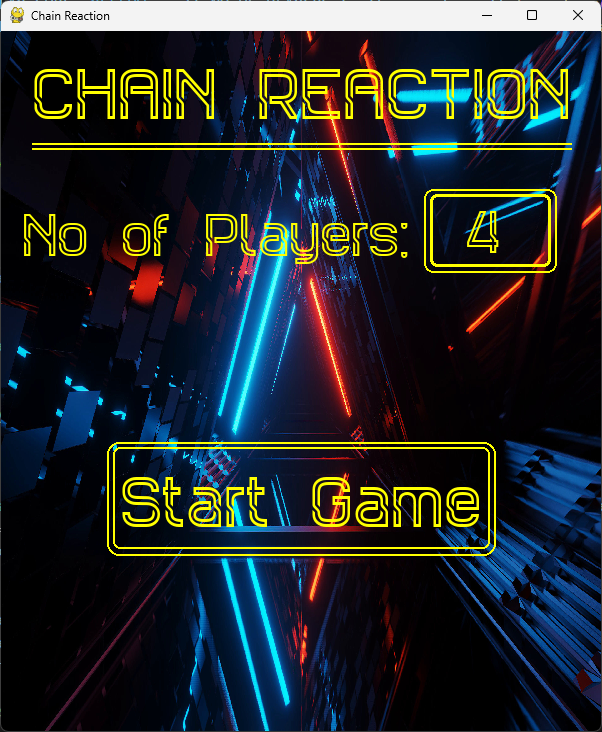 Chain Reaction
CHAIN REACTION
No of Players: 4
Start Game